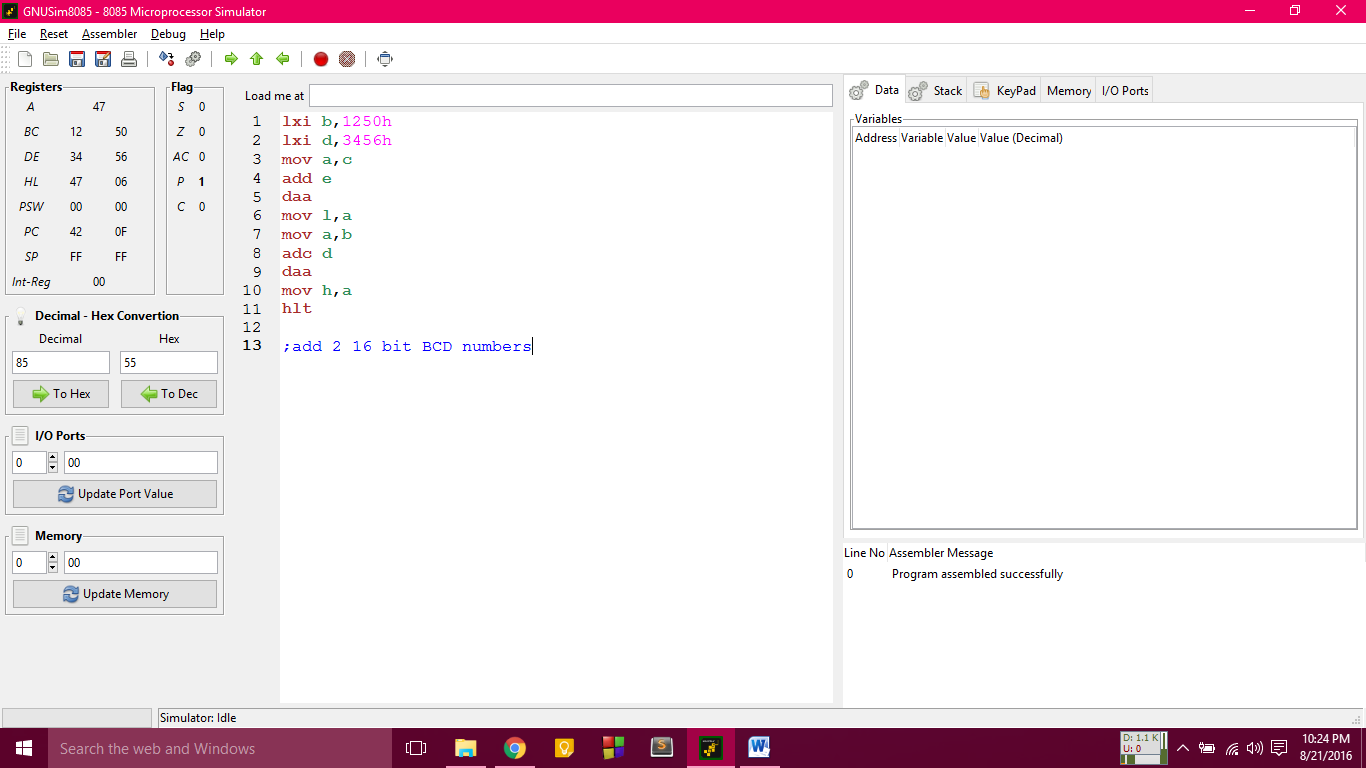 GNUSim8085 - 8085 Microprocessor Simulator
File Reset Assembler Debug Help
Registers
A 47
BC 12 50
DE 34 56
HL 47 06
PSW 00 00
PC 42 0F
SP FF FF
Int-Reg 00
Flag
S 0
Z 0
AC 0
P 1
C 0
Decimal - Hex Convertion
Decimal Hex
85 55
To Hex To Dec
I/O Ports
0 00
Update Port Value
Memory
0 00
Update Memory
Load me at
1 lxi b,1250h
2 lxi d,3456h
3 mov a,c
4 add e
5 daa
6 mov l,a
7 mov a,b
8 adc d
9 daa
10 mov h,a
11 hlt
12
13 ;add 2 16 bit BCD numbers
Data Stack KeyPad Memory I/O Ports
Variables
Address Variable Value Value (Decimal)
Line No Assembler Message
0 Program assembled successfully
Simulator: Idle
Search the web and Windows
S
W
D: 1.1 K
U: 0
10:24 PM
8/21/2016